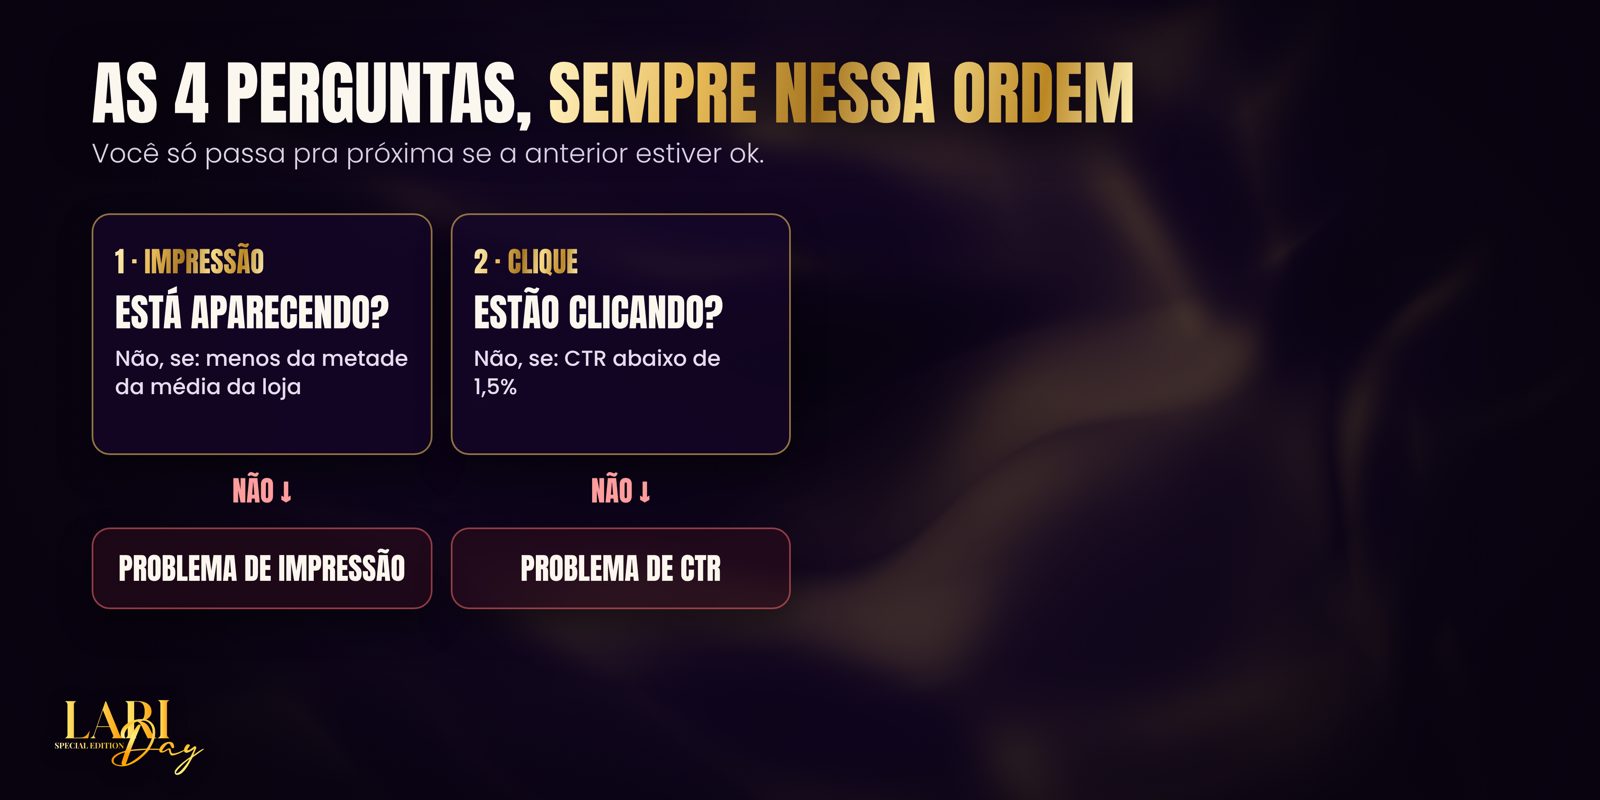 AS 4 PERGUNTAS, SEMPRE NESSA ORDEM
Você só passa pra próxima se a anterior estiver ok.
1 · IMPRESSÃO
ESTÁ APARECENDO?
Não, se: menos da metade
da média da loja
NÃO ↓
PROBLEMA DE IMPRESSÃO
2 · CLIQUE
ESTÃO CLICANDO?
Não, se: CTR abaixo de
1,5%
NÃO ↓
PROBLEMA DE CTR
LARI
SPECIAL EDITION Day